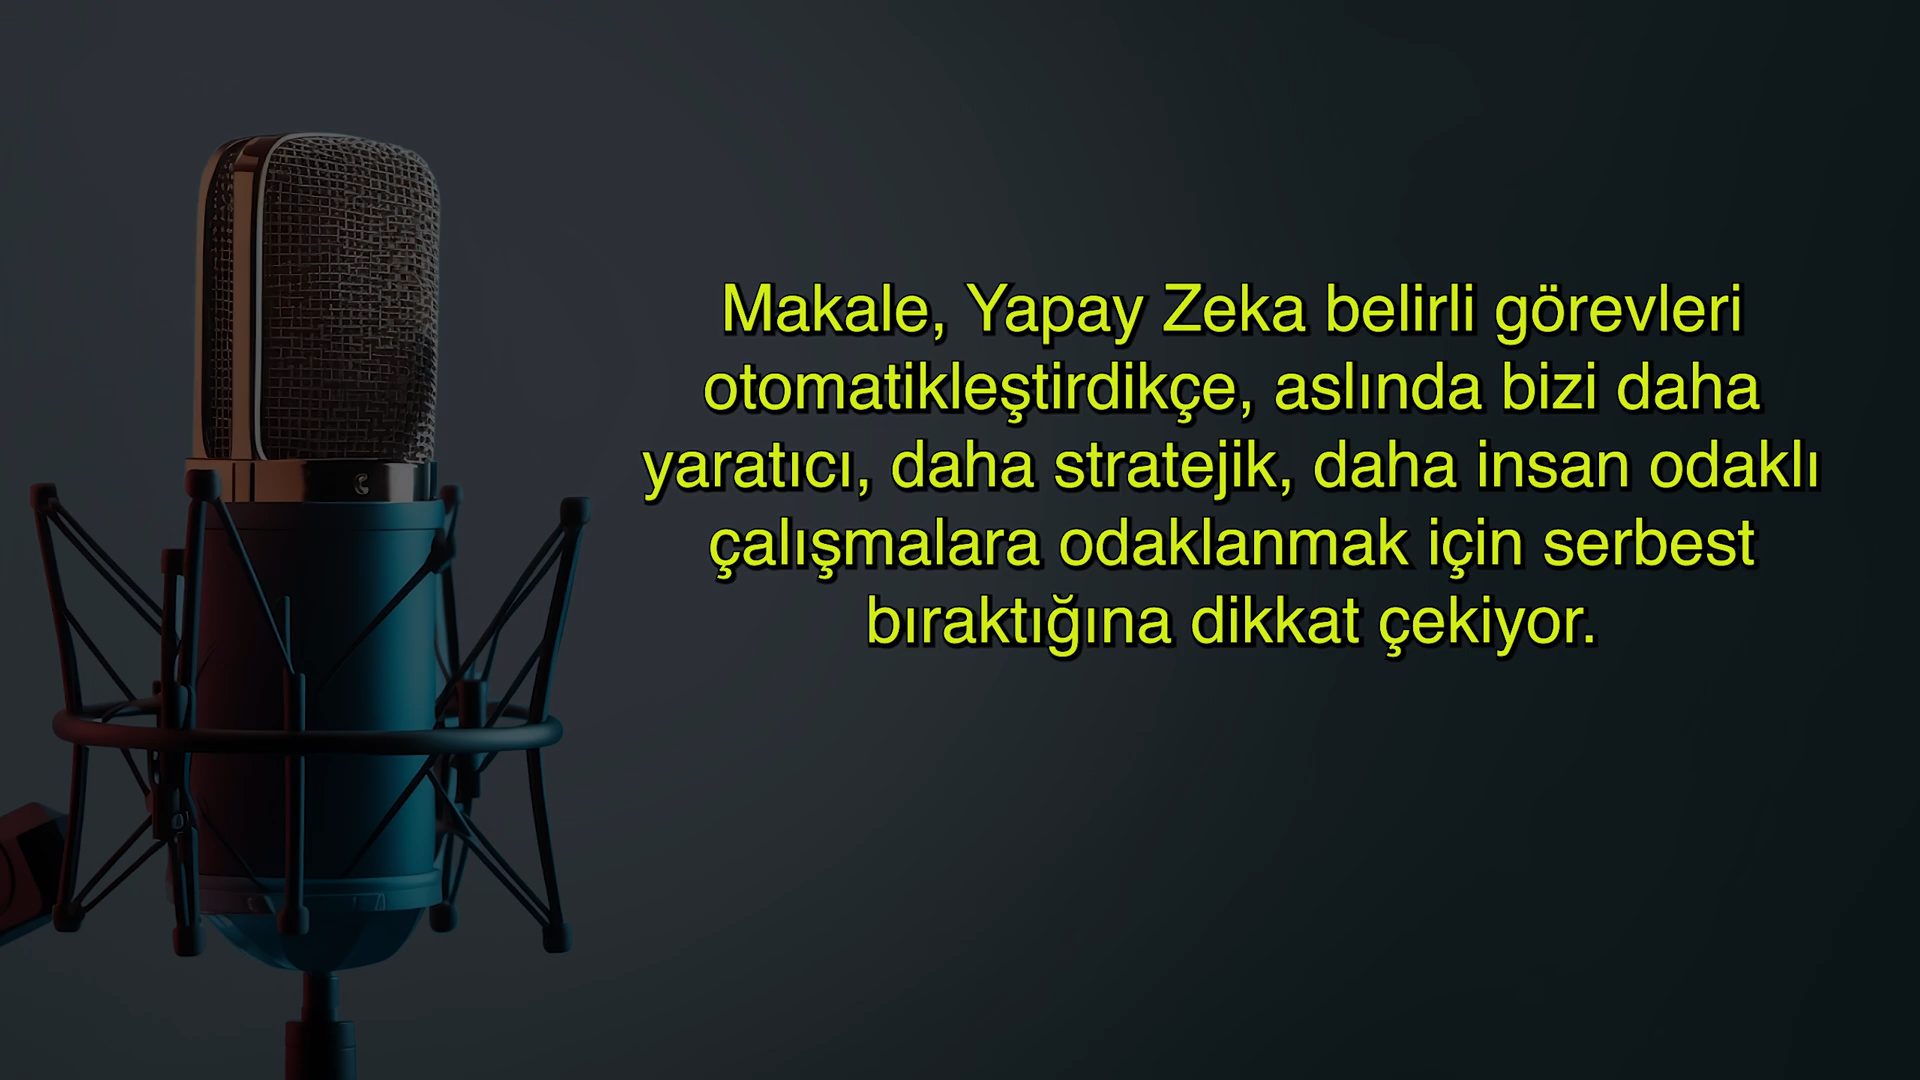 Makale, Yapay Zeka belirli görevleri
otomatikleştirdikçe, aslında bizi daha
yaratıcı, daha stratejik, daha insan odaklı
çalışmalara odaklanmak için serbest
bıraktığına dikkat çekiyor.